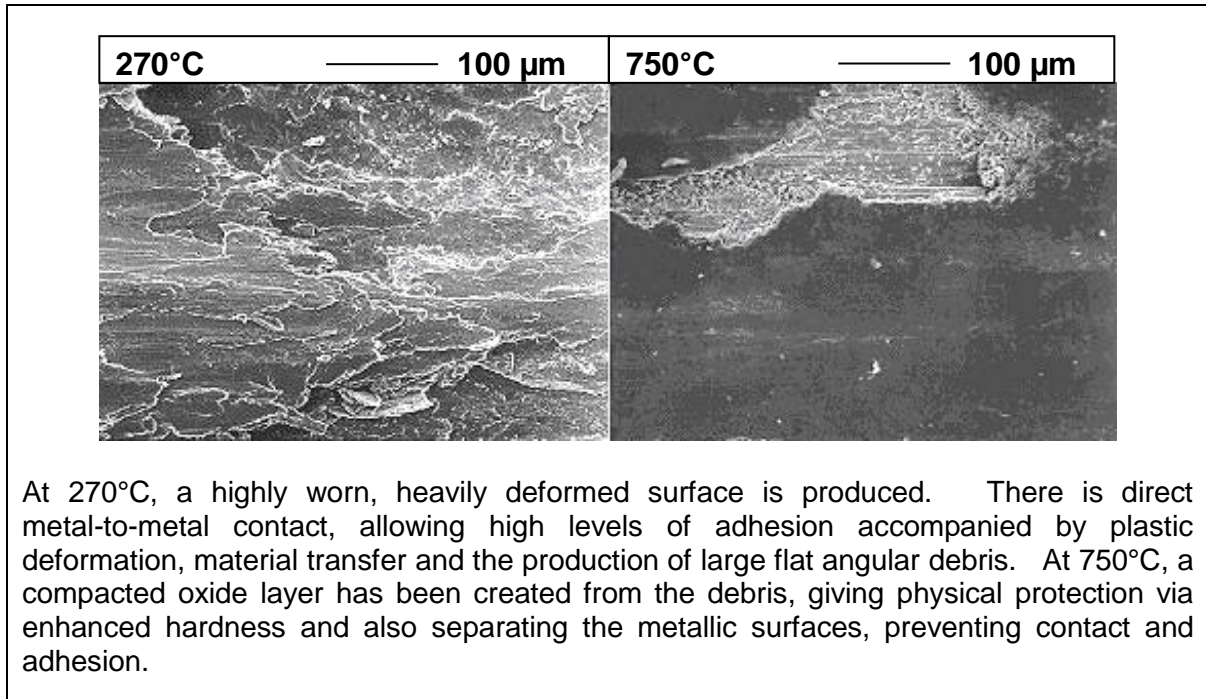 270°C 100 µm 750°C 100 µm
At 270°C, a highly worn, heavily deformed surface is produced. There is direct
metal-to-metal contact, allowing high levels of adhesion accompanied by plastic
deformation, material transfer and the production of large flat angular debris. At 750°C, a
compacted oxide layer has been created from the debris, giving physical protection via
enhanced hardness and also separating the metallic surfaces, preventing contact and
adhesion.